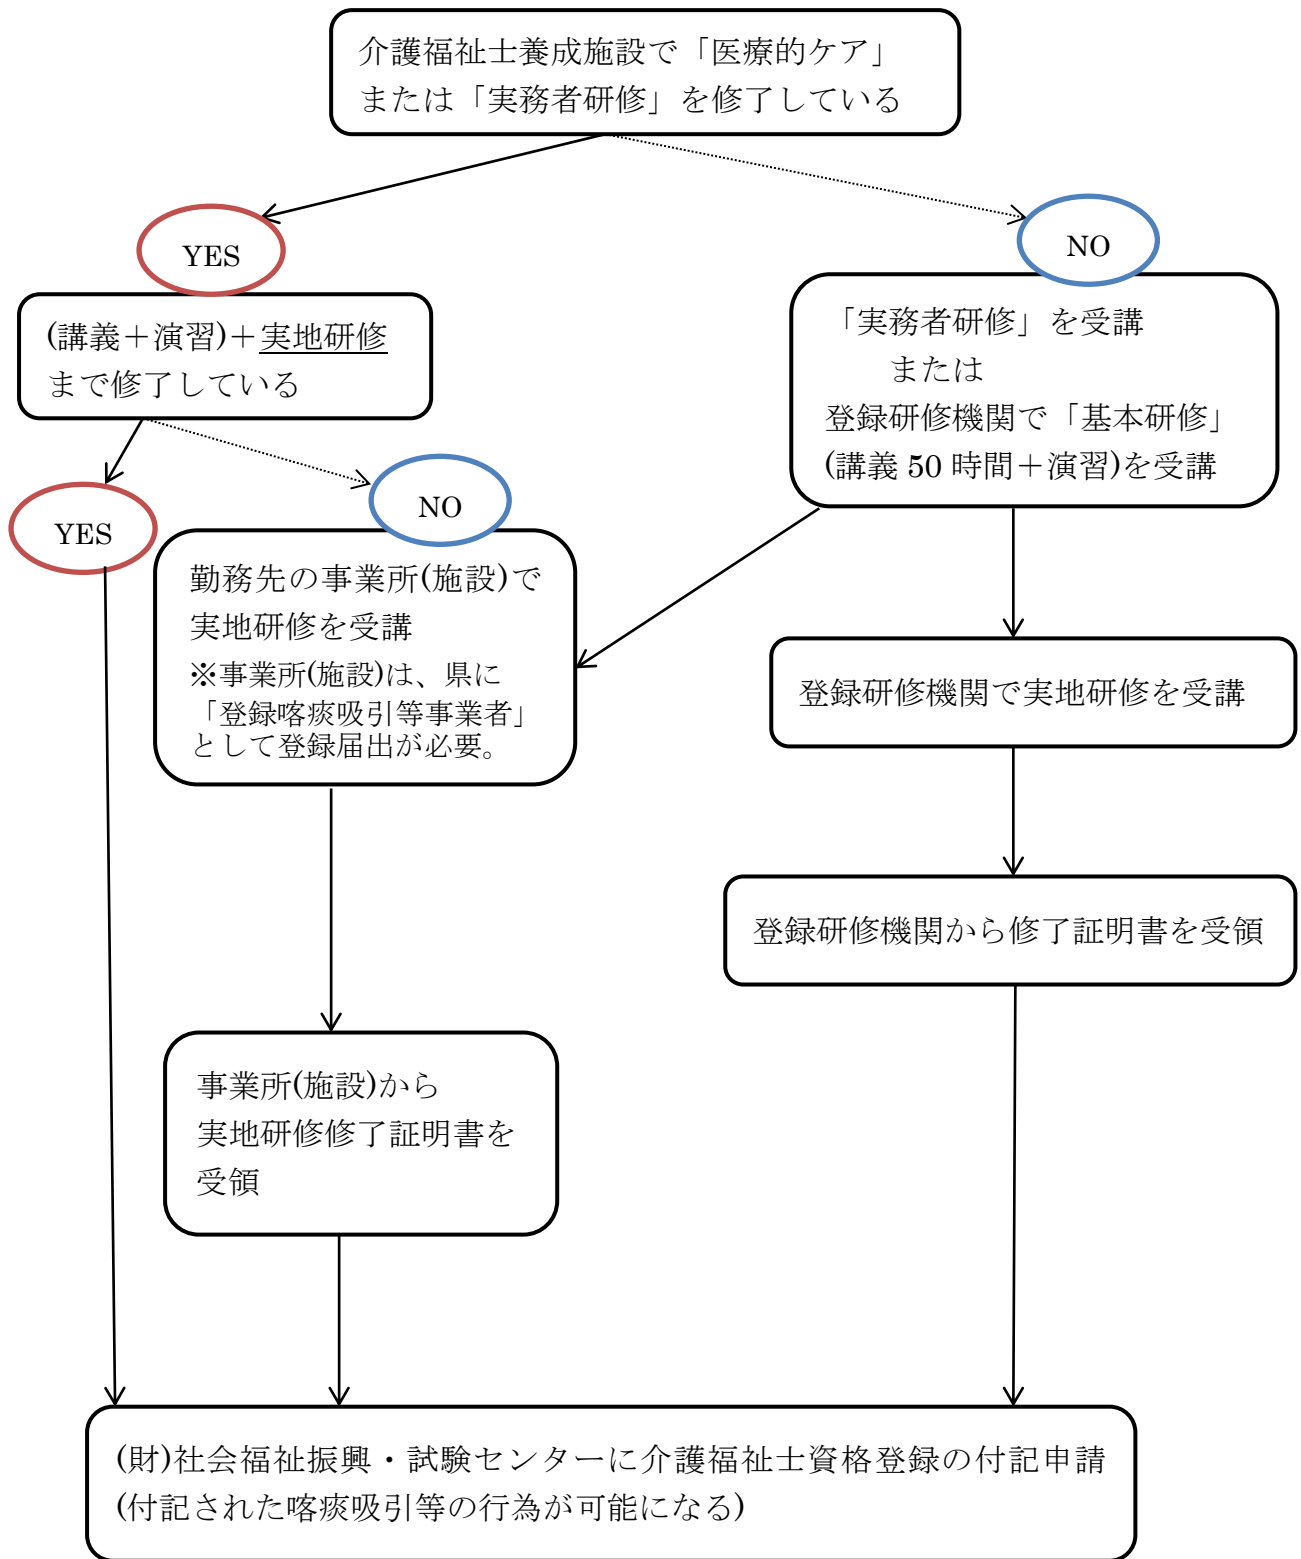 介護福祉士養成施設で「医療的ケア」
または「実務者研修」を修了している
YES
NO
(講義＋演習)＋実地研修
まで修了している
「実務者研修」を受講
または
登録研修機関で「基本研修」
(講義 50 時間＋演習)を受講
YES
NO
勤務先の事業所(施設)で
実地研修を受講
※事業所(施設)は、県に
「登録喀痰吸引等事業者」
として登録届出が必要。
登録研修機関で実地研修を受講
登録研修機関から修了証明書を受領
事業所(施設)から
実地研修修了証明書を
受領
(財)社会福祉振興・試験センターに介護福祉士資格登録の付記申請
(付記された喀痰吸引等の行為が可能になる)